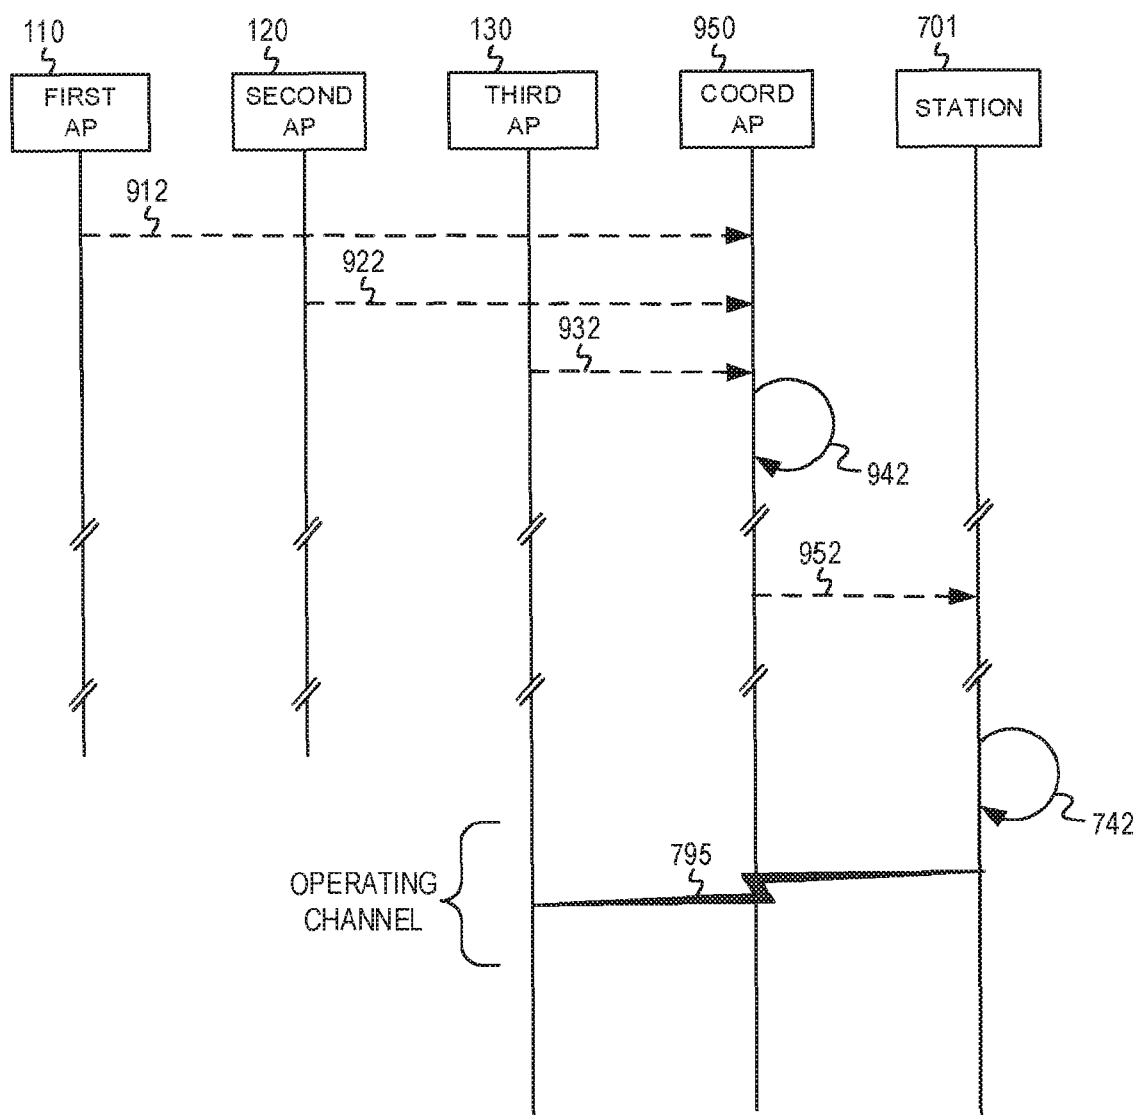 110
120
130
950
701
FIRST
AP
SECOND
AP
THIRD
AP
COORD
AP
STATION
912
922
932
942
952
742
795
OPERATING
CHANNEL